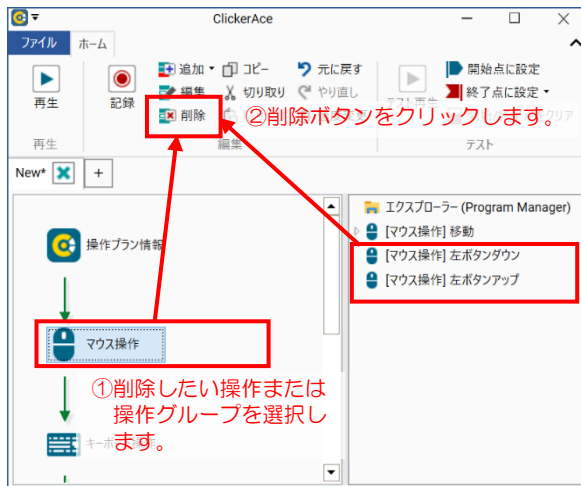 ClickerAce
ファイル ホーム
再生 記録 追加 コピー 元に戻す 開始点に設定
編集 切り取り やり直し テスト再生 終了点に設定
削除
②削除ボタンをクリックします。
再生 編集 テスト
New* +
エクスプローラー (Program Manager)
操作プラン情報
[マウス操作] 移動
[マウス操作] 左ボタンダウン
[マウス操作] 左ボタンアップ
マウス操作
①削除したい操作または
操作グループを選択し
ます。